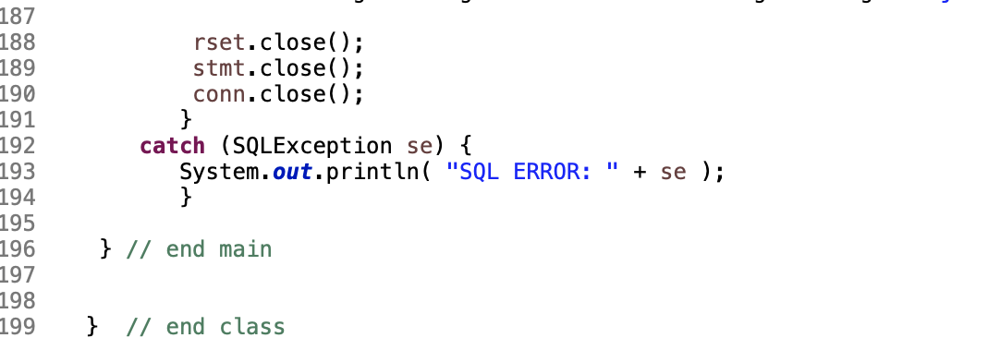 187
188 rset.close();
189 stmt.close();
190 conn.close();
191 }
192 catch (SQLException se) {
193 System.out.println( "SQL ERROR: " + se );
194 }
195
196 } // end main
197
198
199 } // end class